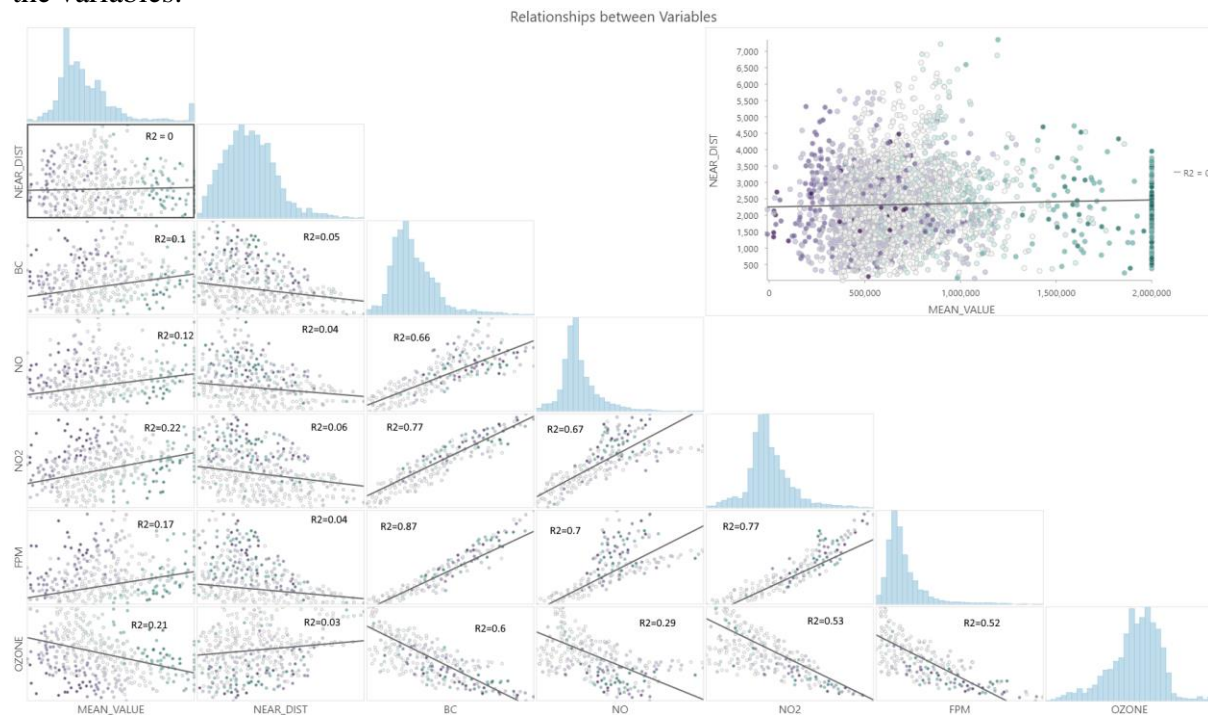 the variables.
Relationships between Variables
7,000
6,500
6,000
5,500
5,000
4,500
4,000
3,500
3,000
2,500
2,000
1,500
1,000
500
NEAR_DIST
0 500,000 1,000,000 1,500,000 2,000,000
MEAN_VALUE
R2 = 0
NEAR_DIST R2 = 0
BC R2=0.1 R2=0.05
NO R2=0.12 R2=0.04 R2=0.66
NO2 R2=0.22 R2=0.06 R2=0.77 R2=0.67
FPM R2=0.17 R2=0.04 R2=0.87 R2=0.7 R2=0.77
OZONE R2=0.21 R2=0.03 R2=0.6 R2=0.29 R2=0.53 R2=0.52
MEAN_VALUE NEAR_DIST BC NO NO2 FPM OZONE